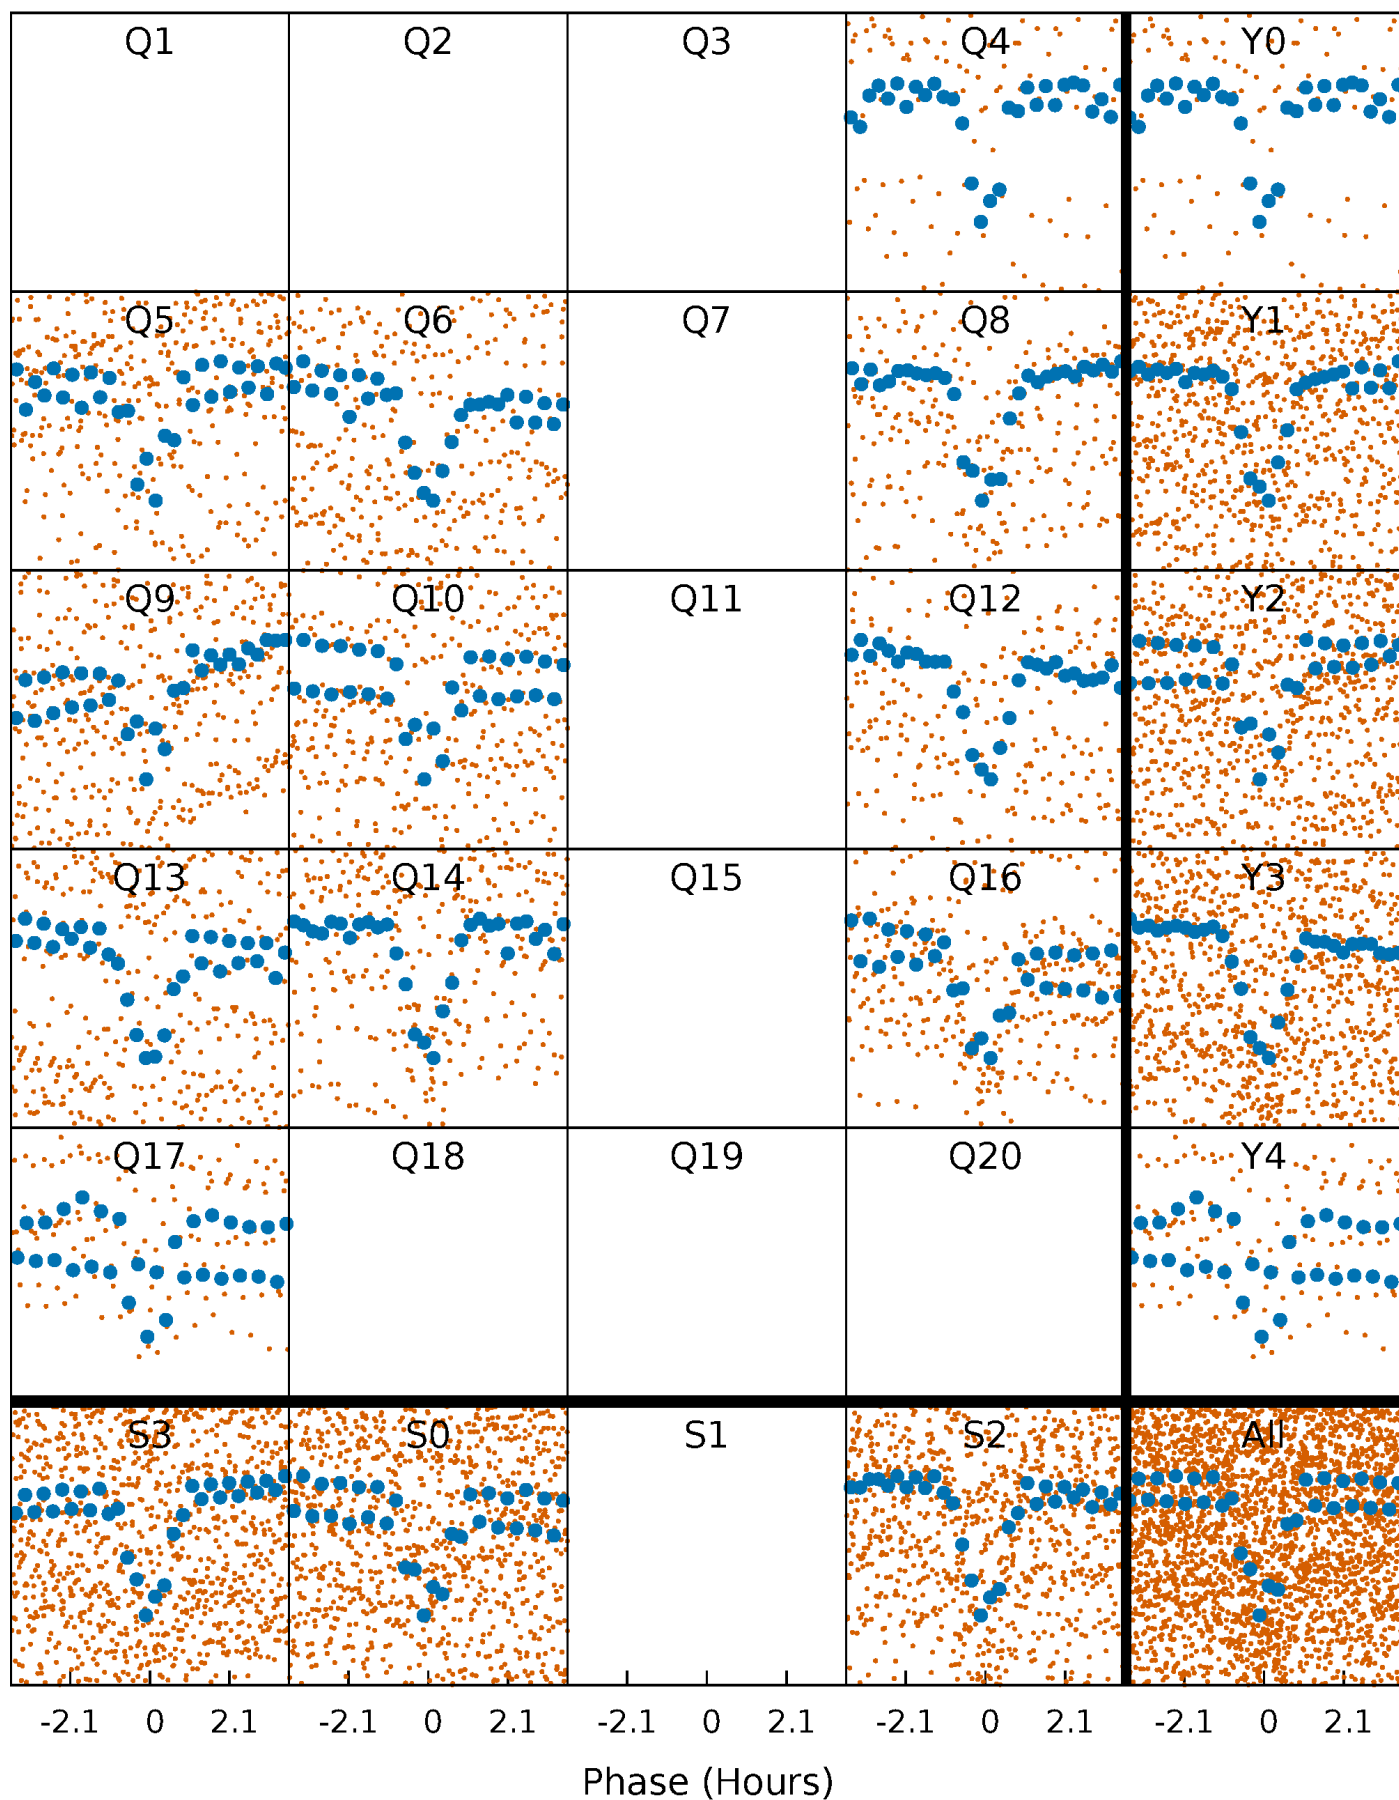 Q1 Q2 Q3 Q4 Y0
Q5 Q6 Q7 Q8 Y1
Q9 Q10 Q11 Q12 Y2
Q13 Q14 Q15 Q16 Y3
Q17 Q18 Q19 Q20 Y4
S3 S0 S1 S2 All
-2.1 0 2.1 -2.1 0 2.1 -2.1 0 2.1 -2.1 0 2.1 -2.1 0 2.1
Phase (Hours)